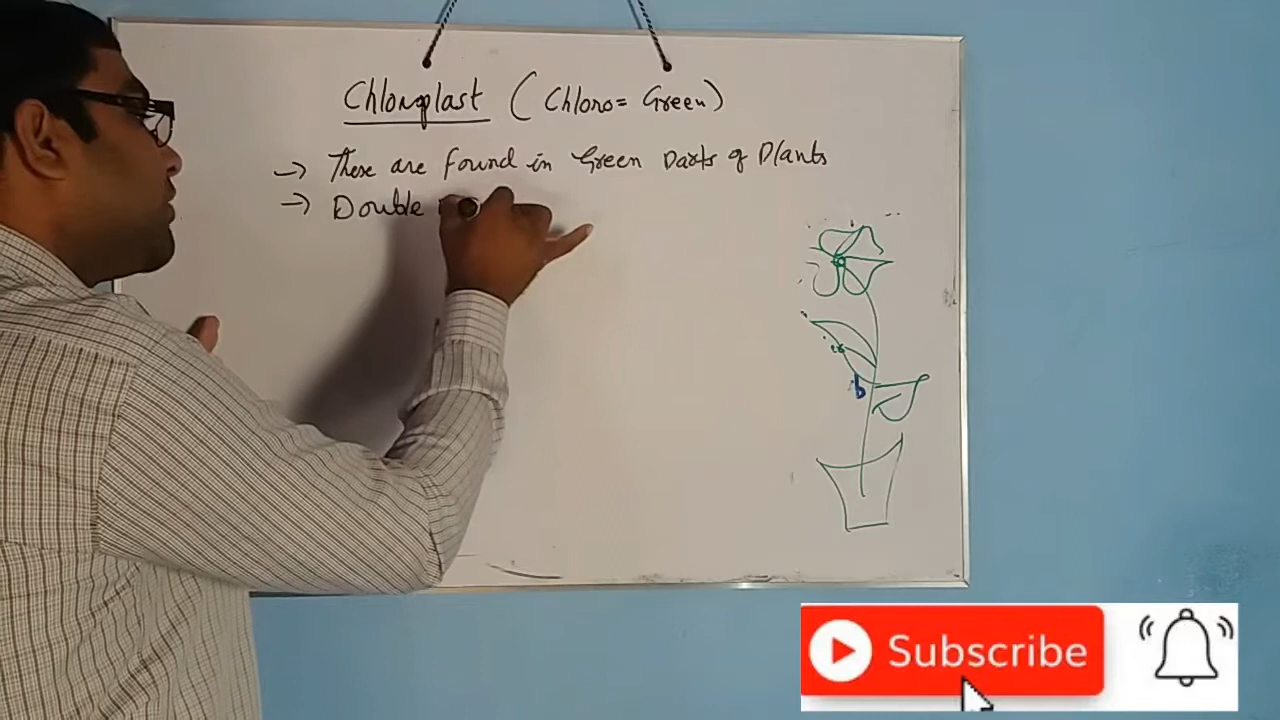 Chloroplast (Chloro= Green)
→ These are found in Green Parts of Plants
→ Double
b
Subscribe